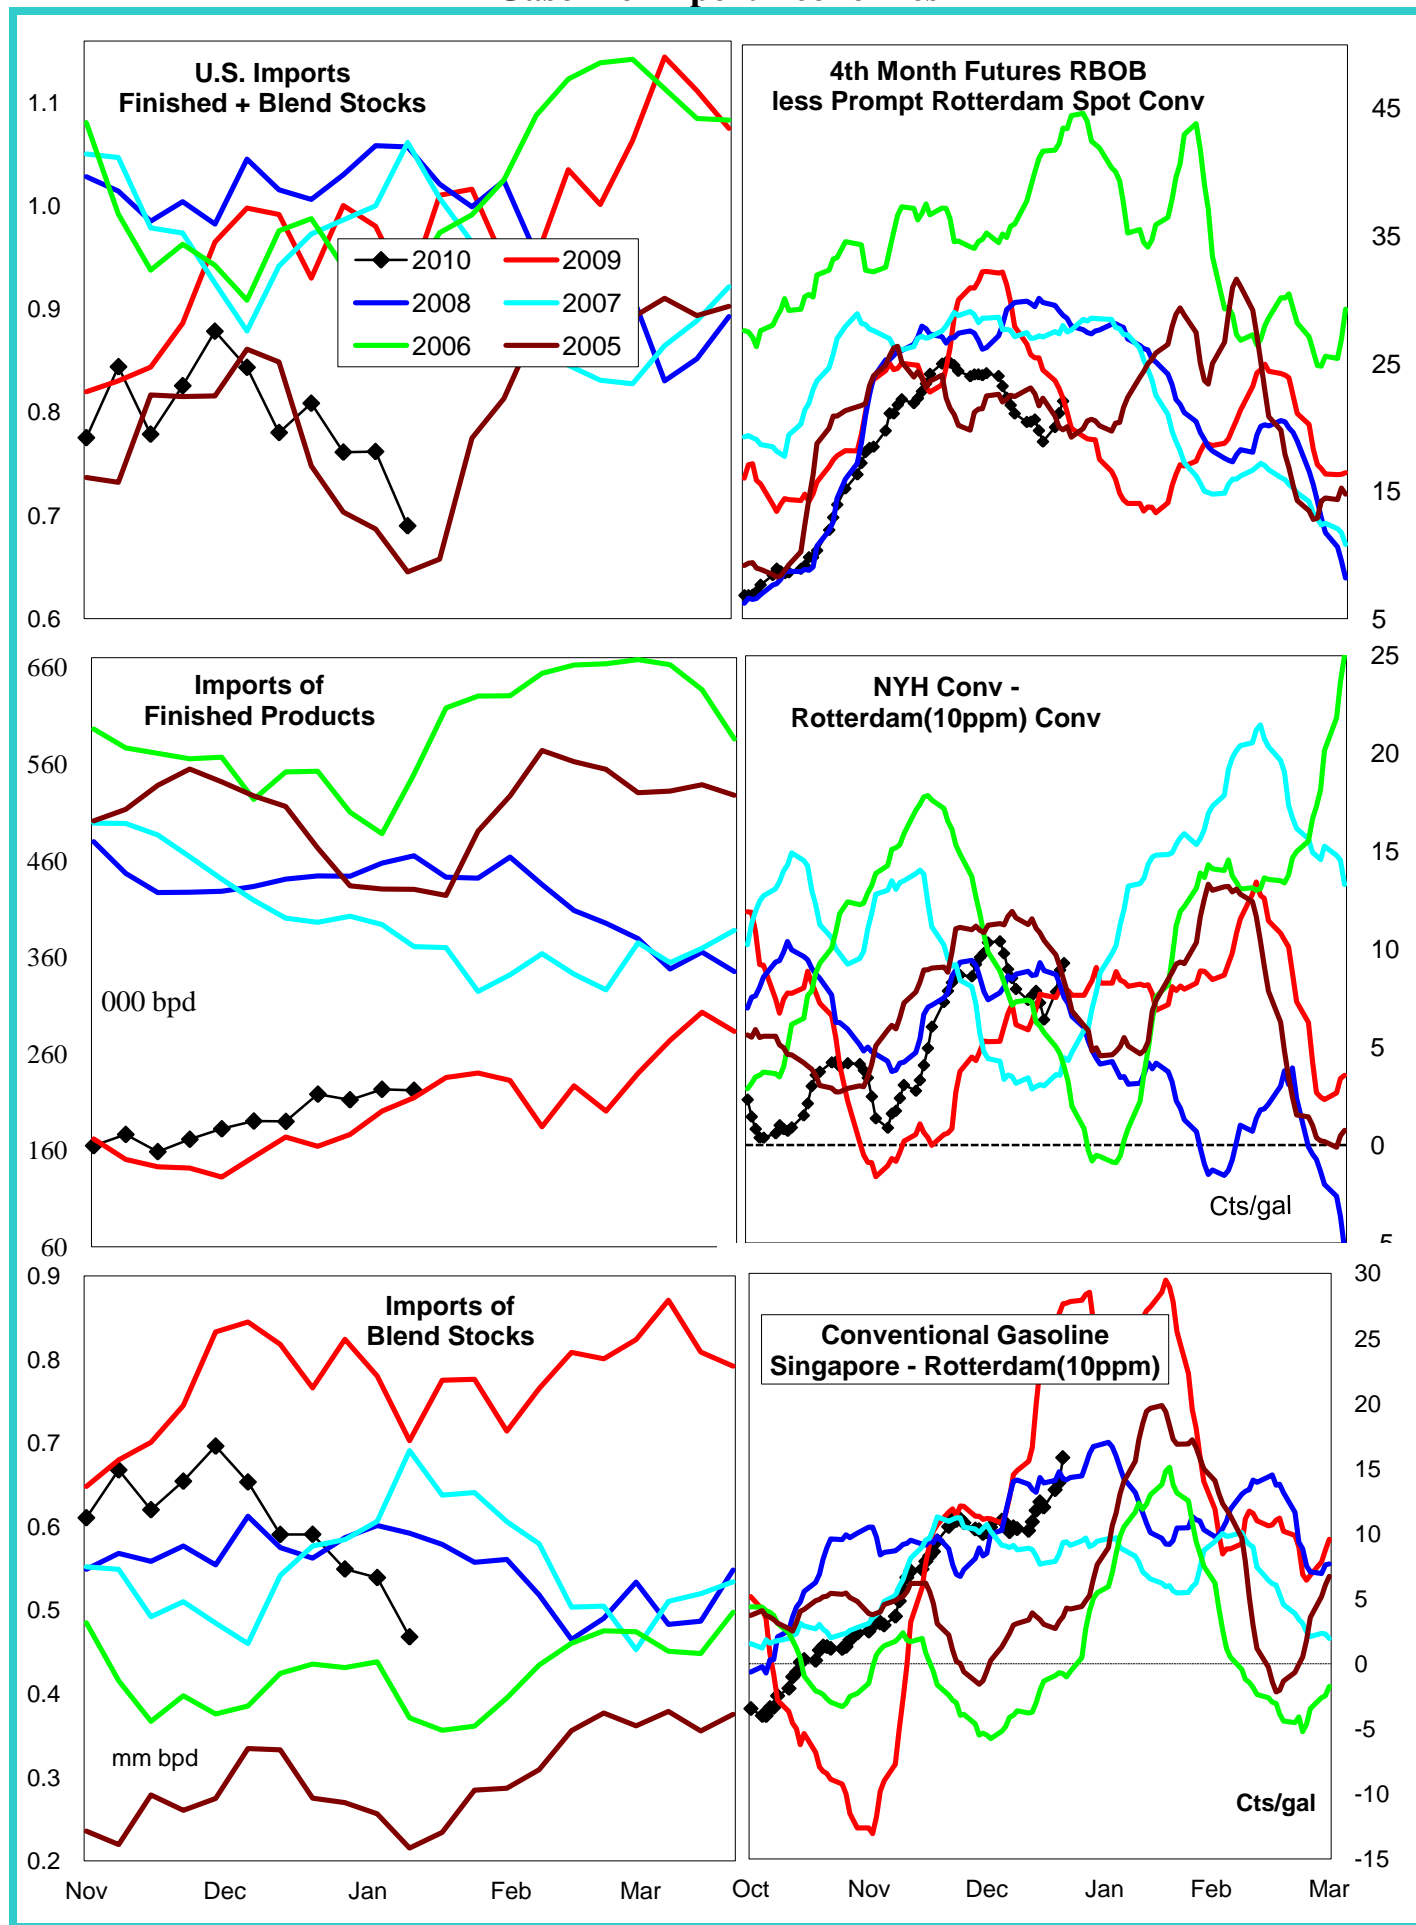 U.S. Imports
Finished + Blend Stocks
1.1
1.0
0.9
0.8
0.7
0.6
2010 2009
2008 2007
2006 2005
4th Month Futures RBOB
less Prompt Rotterdam Spot Conv
45
35
25
15
5
Imports of
Finished Products
660
560
460
360
260
160
60
000 bpd
NYH Conv -
Rotterdam(10ppm) Conv
25
20
15
10
5
0
Cts/gal
Imports of
Blend Stocks
0.9
0.8
0.7
0.6
0.5
0.4
0.3
0.2
mm bpd
Nov Dec Jan Feb Mar
Conventional Gasoline
Singapore - Rotterdam(10ppm)
30
25
20
15
10
5
0
-5
-10
-15
Cts/gal
Oct Nov Dec Jan Feb Mar